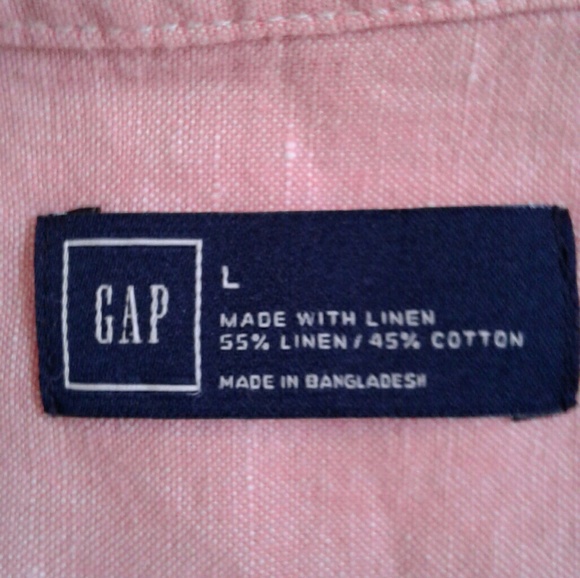 GAP
L
MADE WITH LINEN
55% LINEN / 45% COTTON
MADE IN BANGLADESH